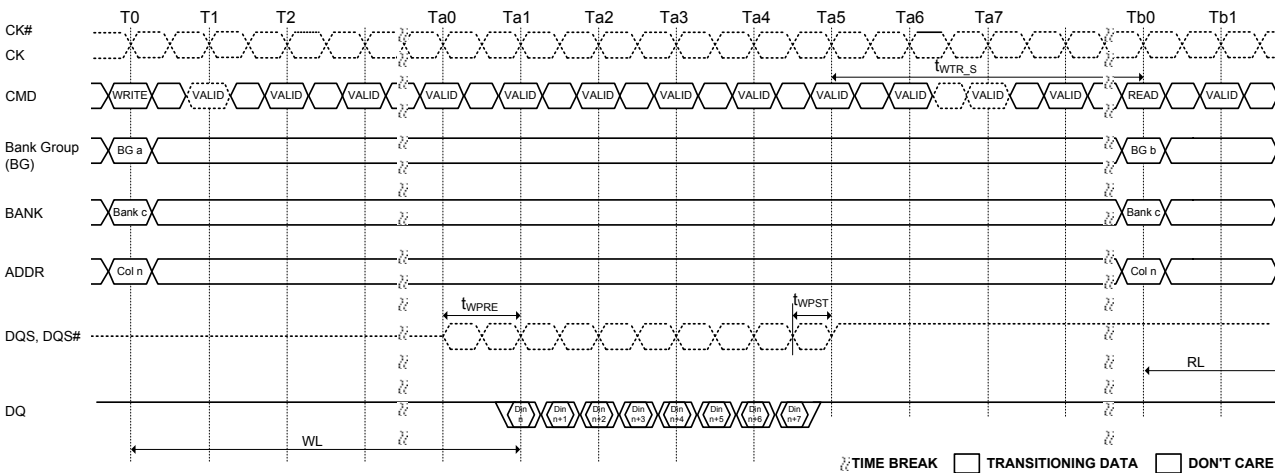 T0 T1 T2 Ta0 Ta1 Ta2 Ta3 Ta4 Ta5 Ta6 Ta7 Tb0 Tb1
CK#
CK
tWTR_S
CMD WRITE VALID VALID VALID VALID VALID VALID VALID VALID VALID VALID VALID VALID READ VALID
Bank Group
(BG)
BG a BG b
BANK Bank c Bank c
ADDR Col n Col n
tWPRE tWPST
DQS, DQS#
RL
DQ
Din n Din n+1 Din n+2 Din n+3 Din n+4 Din n+5 Din n+6 Din n+7
WL
TIME BREAK TRANSITIONING DATA DON'T CARE